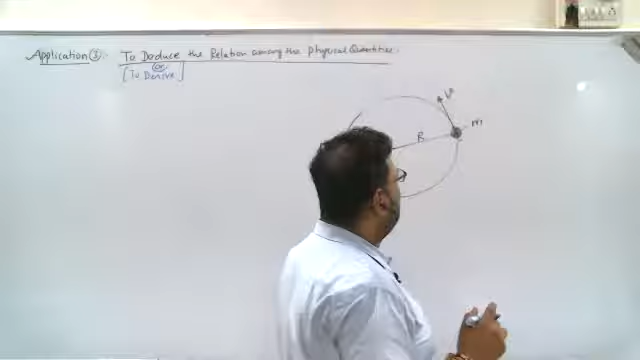 Application ③:- To Deduce the Relation among the Physical Quantities.
(or)
[To Derive]
v
R
m